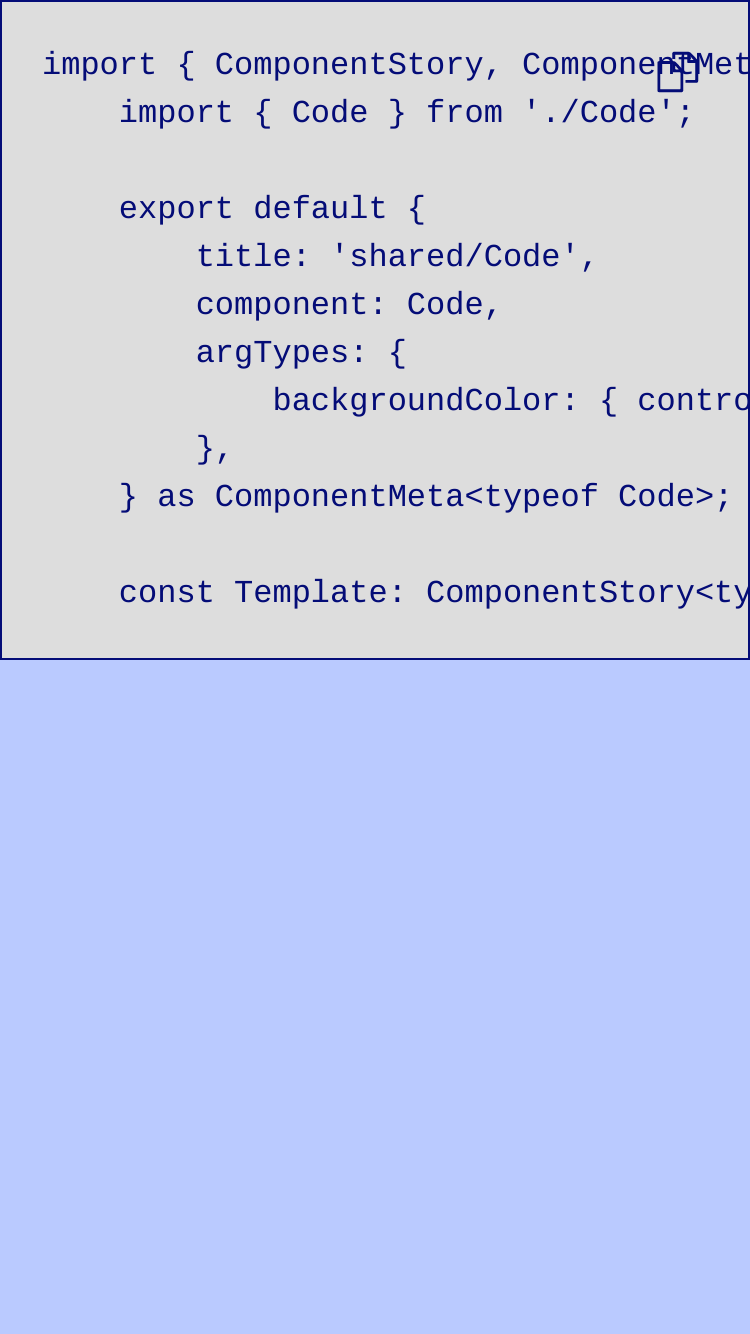 import { ComponentStory, ComponentMet
import { Code } from './Code';
export default {
title: 'shared/Code',
component: Code,
argTypes: {
backgroundColor: { contro
},
} as ComponentMeta<typeof Code>;
const Template: ComponentStory<ty